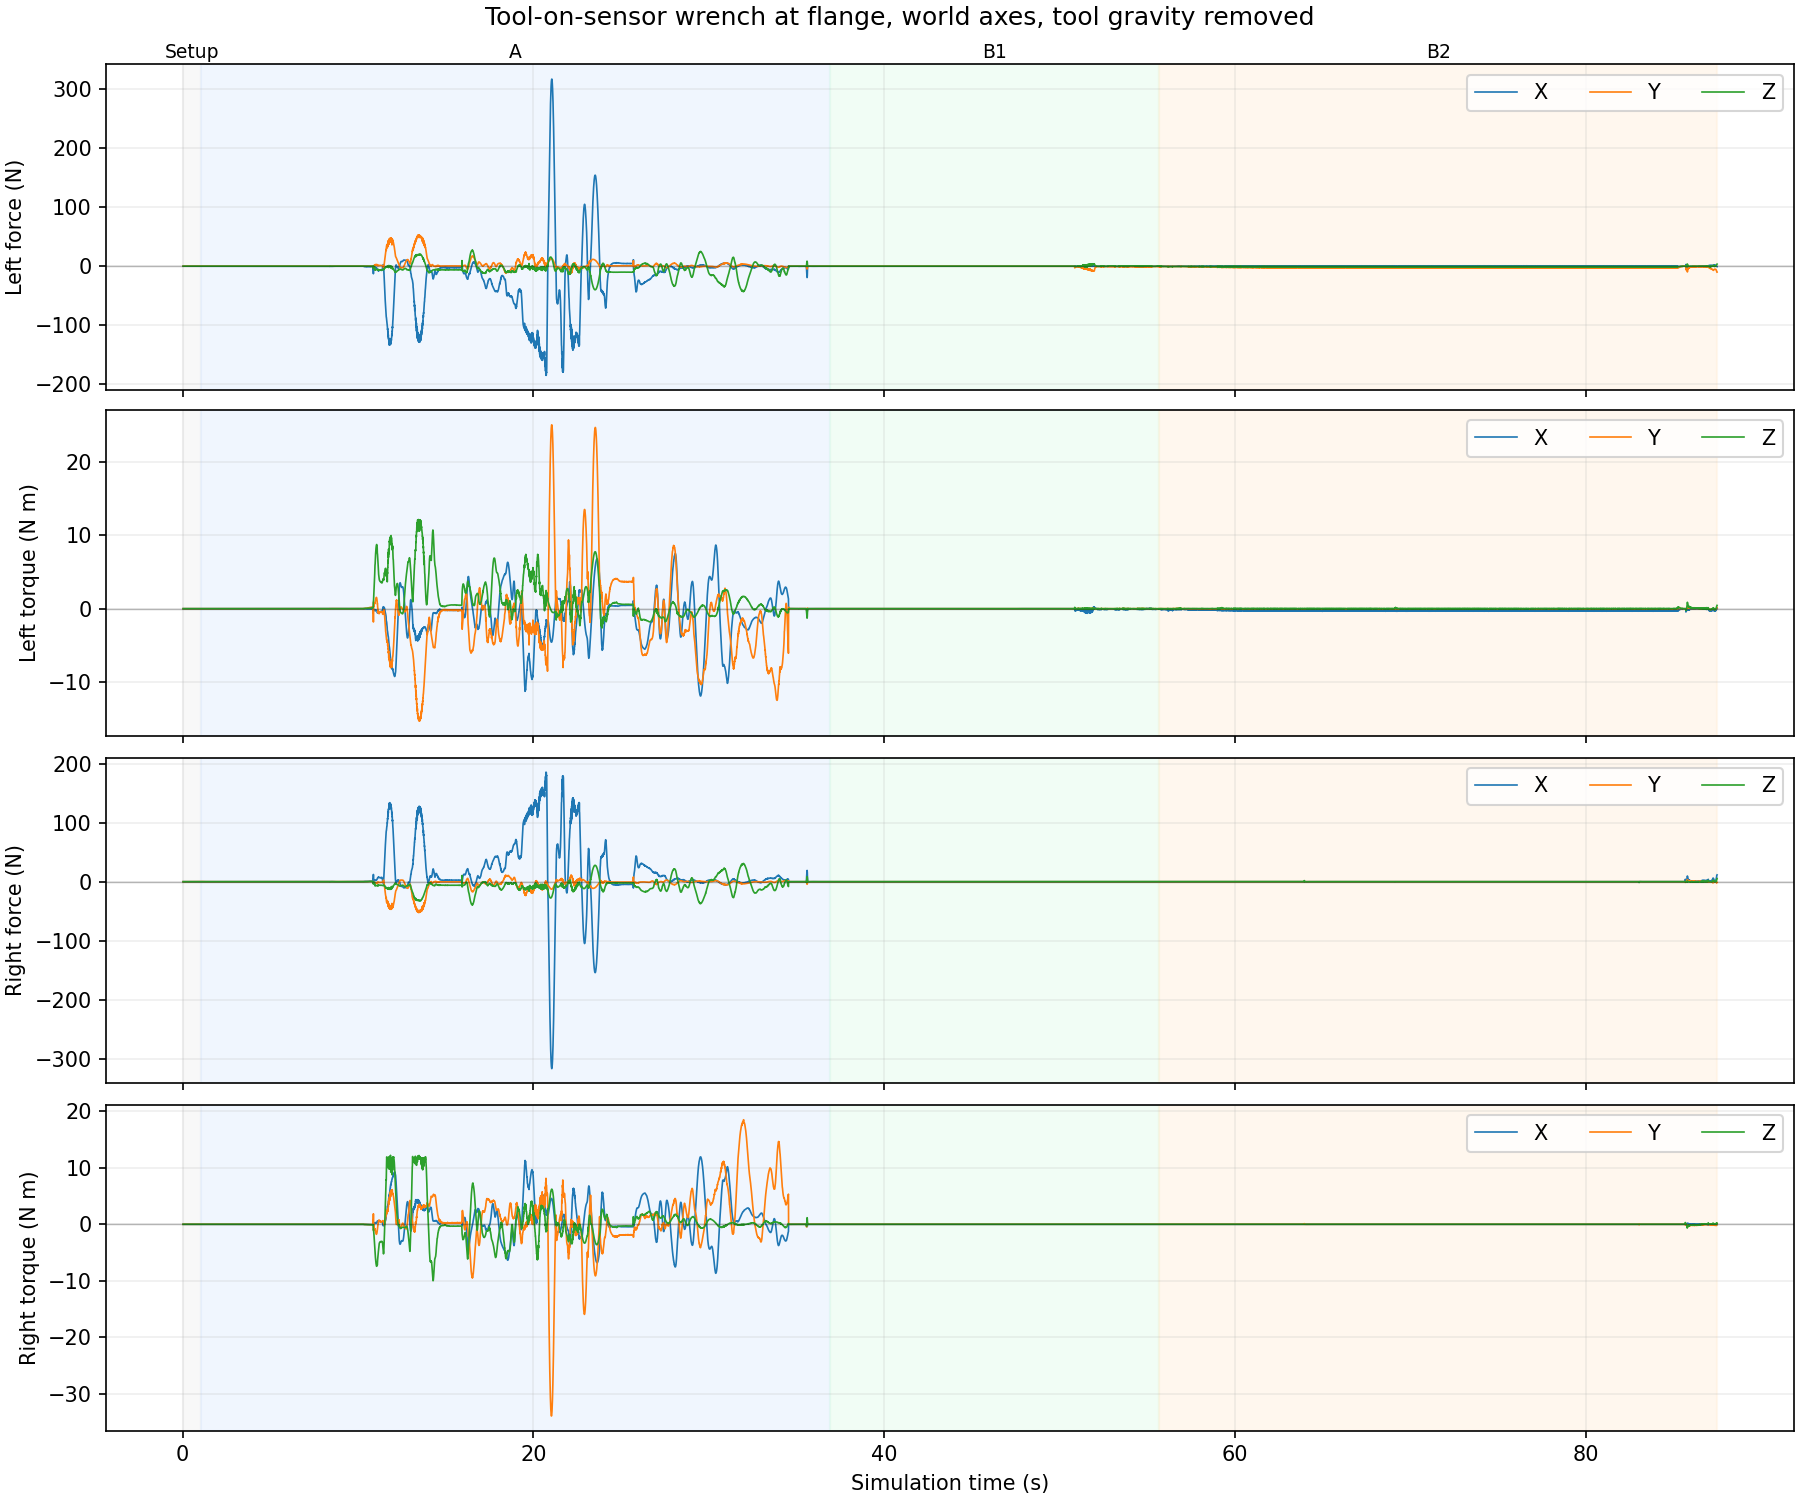 Tool-on-sensor wrench at flange, world axes, tool gravity removed
Setup A B1 B2
Left force (N)
300
200
100
0
−100
−200
X Y Z
Left torque (N m)
20
10
0
−10
X Y Z
Right force (N)
200
100
0
−100
−200
−300
X Y Z
Right torque (N m)
20
10
0
−10
−20
−30
X Y Z
0 20 40 60 80
Simulation time (s)